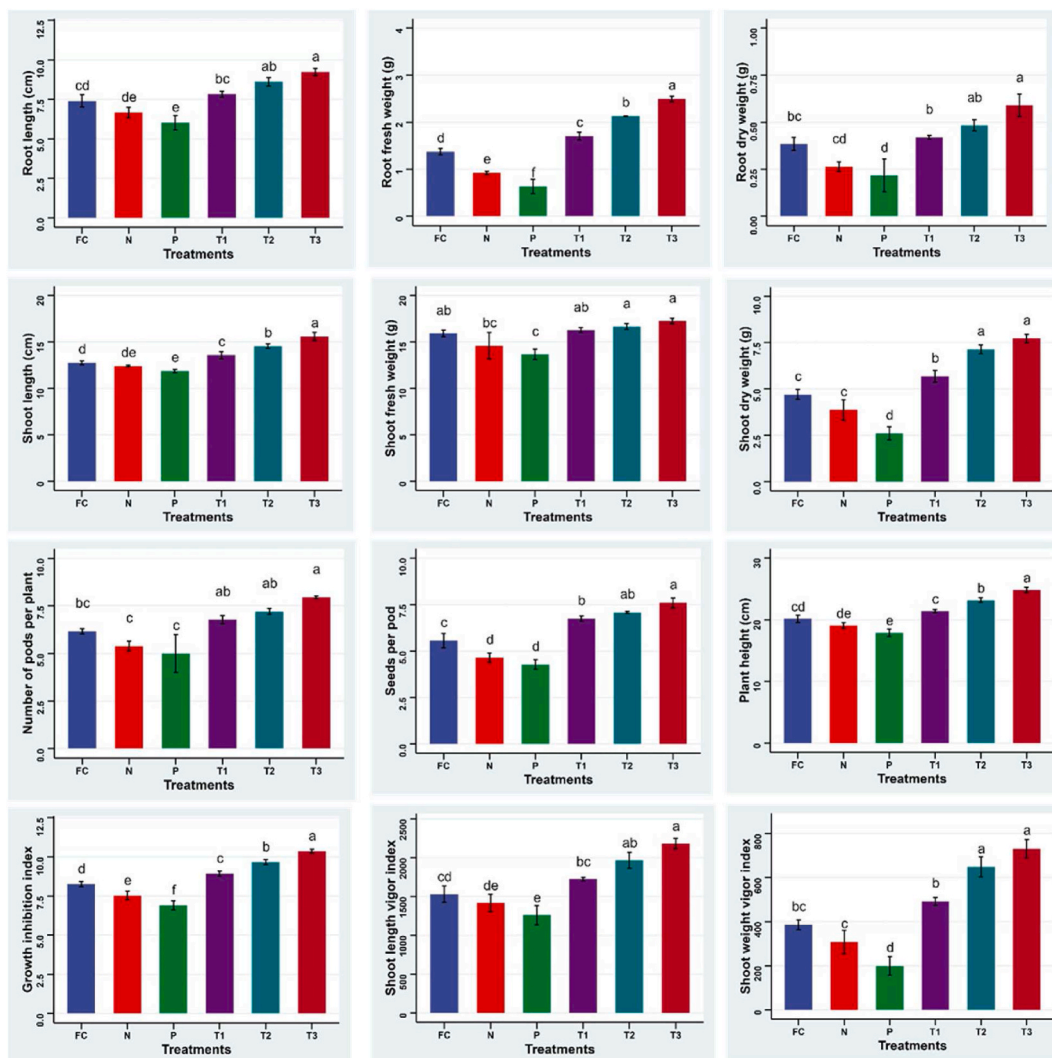 Root length (cm)
12.5
10.0
7.5
5.0
2.5
0.0
cd de e bc ab a
FC N P T1 T2 T3
Treatments
Root fresh weight (g)
4
3
2
1
0
d e f c b a
FC N P T1 T2 T3
Treatments
Root dry weight (g)
1.00
0.75
0.50
0.25
0.00
bc cd d b ab a
FC N P T1 T2 T3
Treatments
Shoot length (cm)
20
15
10
5
0
d de e c b a
FC N P T1 T2 T3
Treatments
Shoot fresh weight (g)
20
15
10
5
0
ab bc c ab a a
FC N P T1 T2 T3
Treatments
Shoot dry weight (g)
10.0
7.5
5.0
2.5
0.0
c c d b a a
FC N P T1 T2 T3
Treatments
Number of pods per plant
10.0
7.5
5.0
2.5
0.0
bc c c ab ab a
FC N P T1 T2 T3
Treatments
Seeds per pod
10.0
7.5
5.0
2.5
0.0
c d d b ab a
FC N P T1 T2 T3
Treatments
Plant height (cm)
30
20
10
0
cd de e c b a
FC N P T1 T2 T3
Treatments
Growth inhibition index
12.5
10.0
7.5
5.0
2.5
0.0
d e f c b a
FC N P T1 T2 T3
Treatments
Shoot length vigor index
2500
2000
1500
1000
500
0
cd de e bc ab a
FC N P T1 T2 T3
Treatments
Shoot weight vigor index
800
600
400
200
0
bc c d b a a
FC N P T1 T2 T3
Treatments